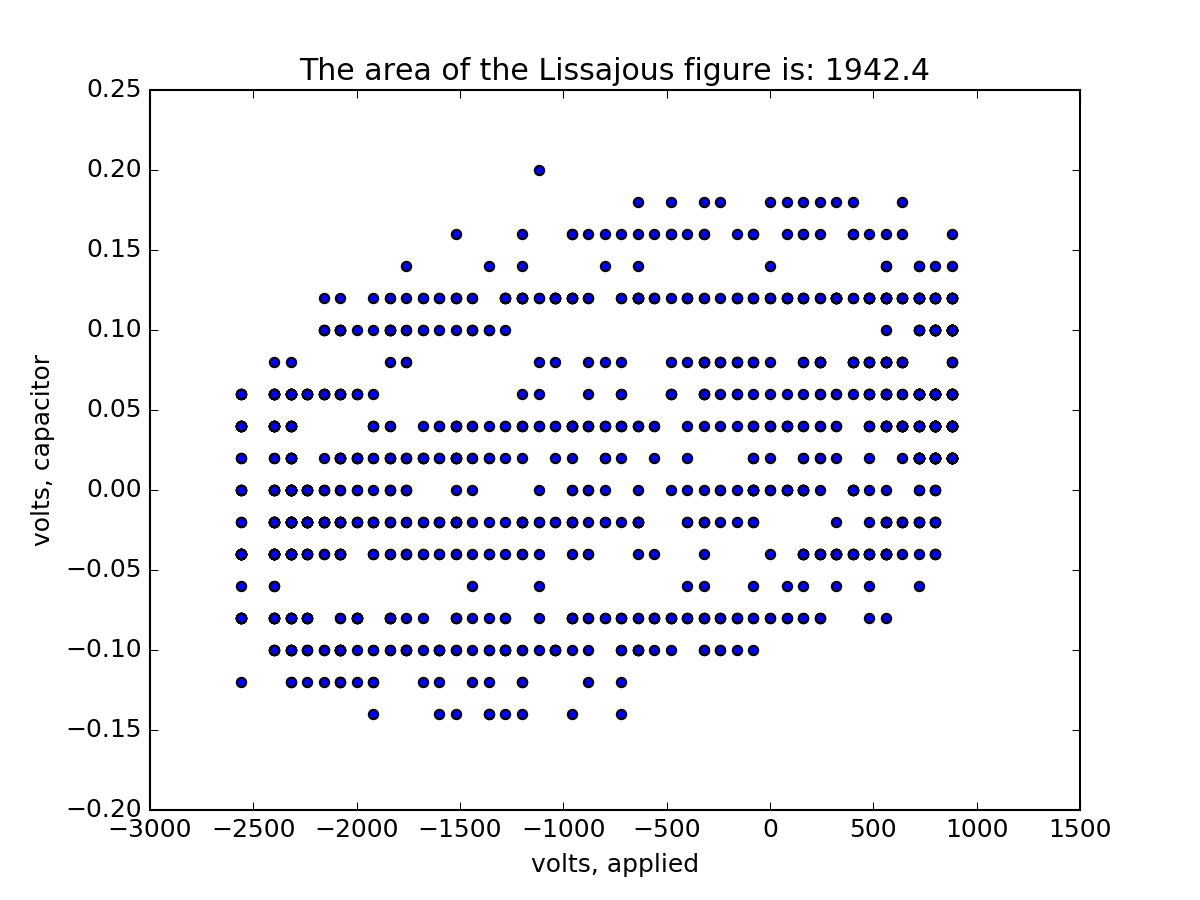 The area of the Lissajous figure is: 1942.4
0.25
0.20
0.15
0.10
0.05
0.00
−0.05
−0.10
−0.15
−0.20
volts, capacitor
−3000 −2500 −2000 −1500 −1000 −500 0 500 1000 1500
volts, applied